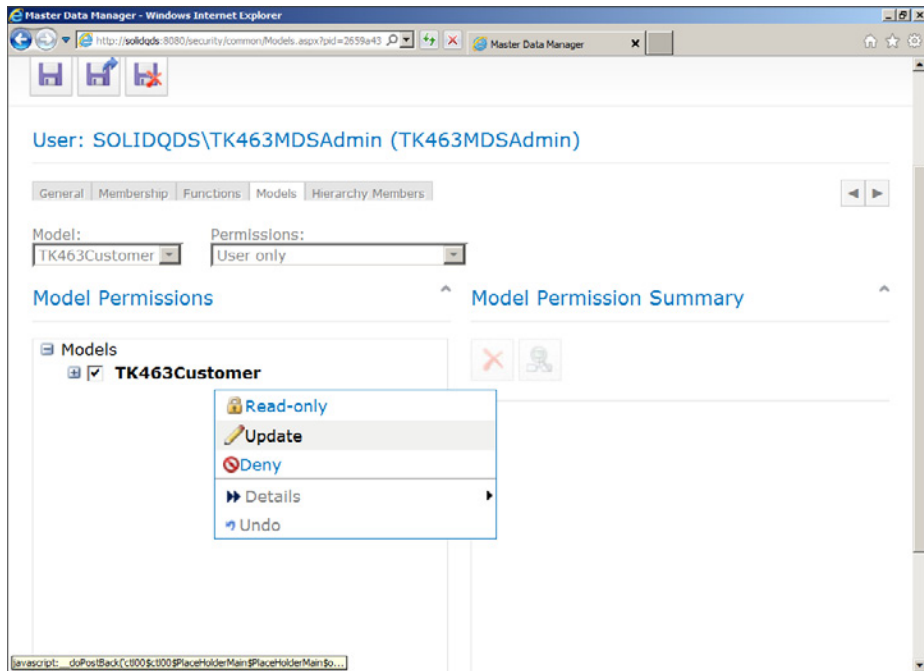 Master Data Manager - Windows Internet Explorer
http://solidqds:8080/security/common/Models.aspx?pid=2659a43
Master Data Manager
User: SOLIDQDS\TK463MDSAdmin (TK463MDSAdmin)
General Membership Functions Models Hierarchy Members
Model: Permissions:
TK463Customer User only
Model Permissions Model Permission Summary
Models
TK463Customer
Read-only
Update
Deny
Details
Undo
javascript:__doPostBack('ctl00$ctl00$PlaceHolderMain$PlaceHolderMain$o...